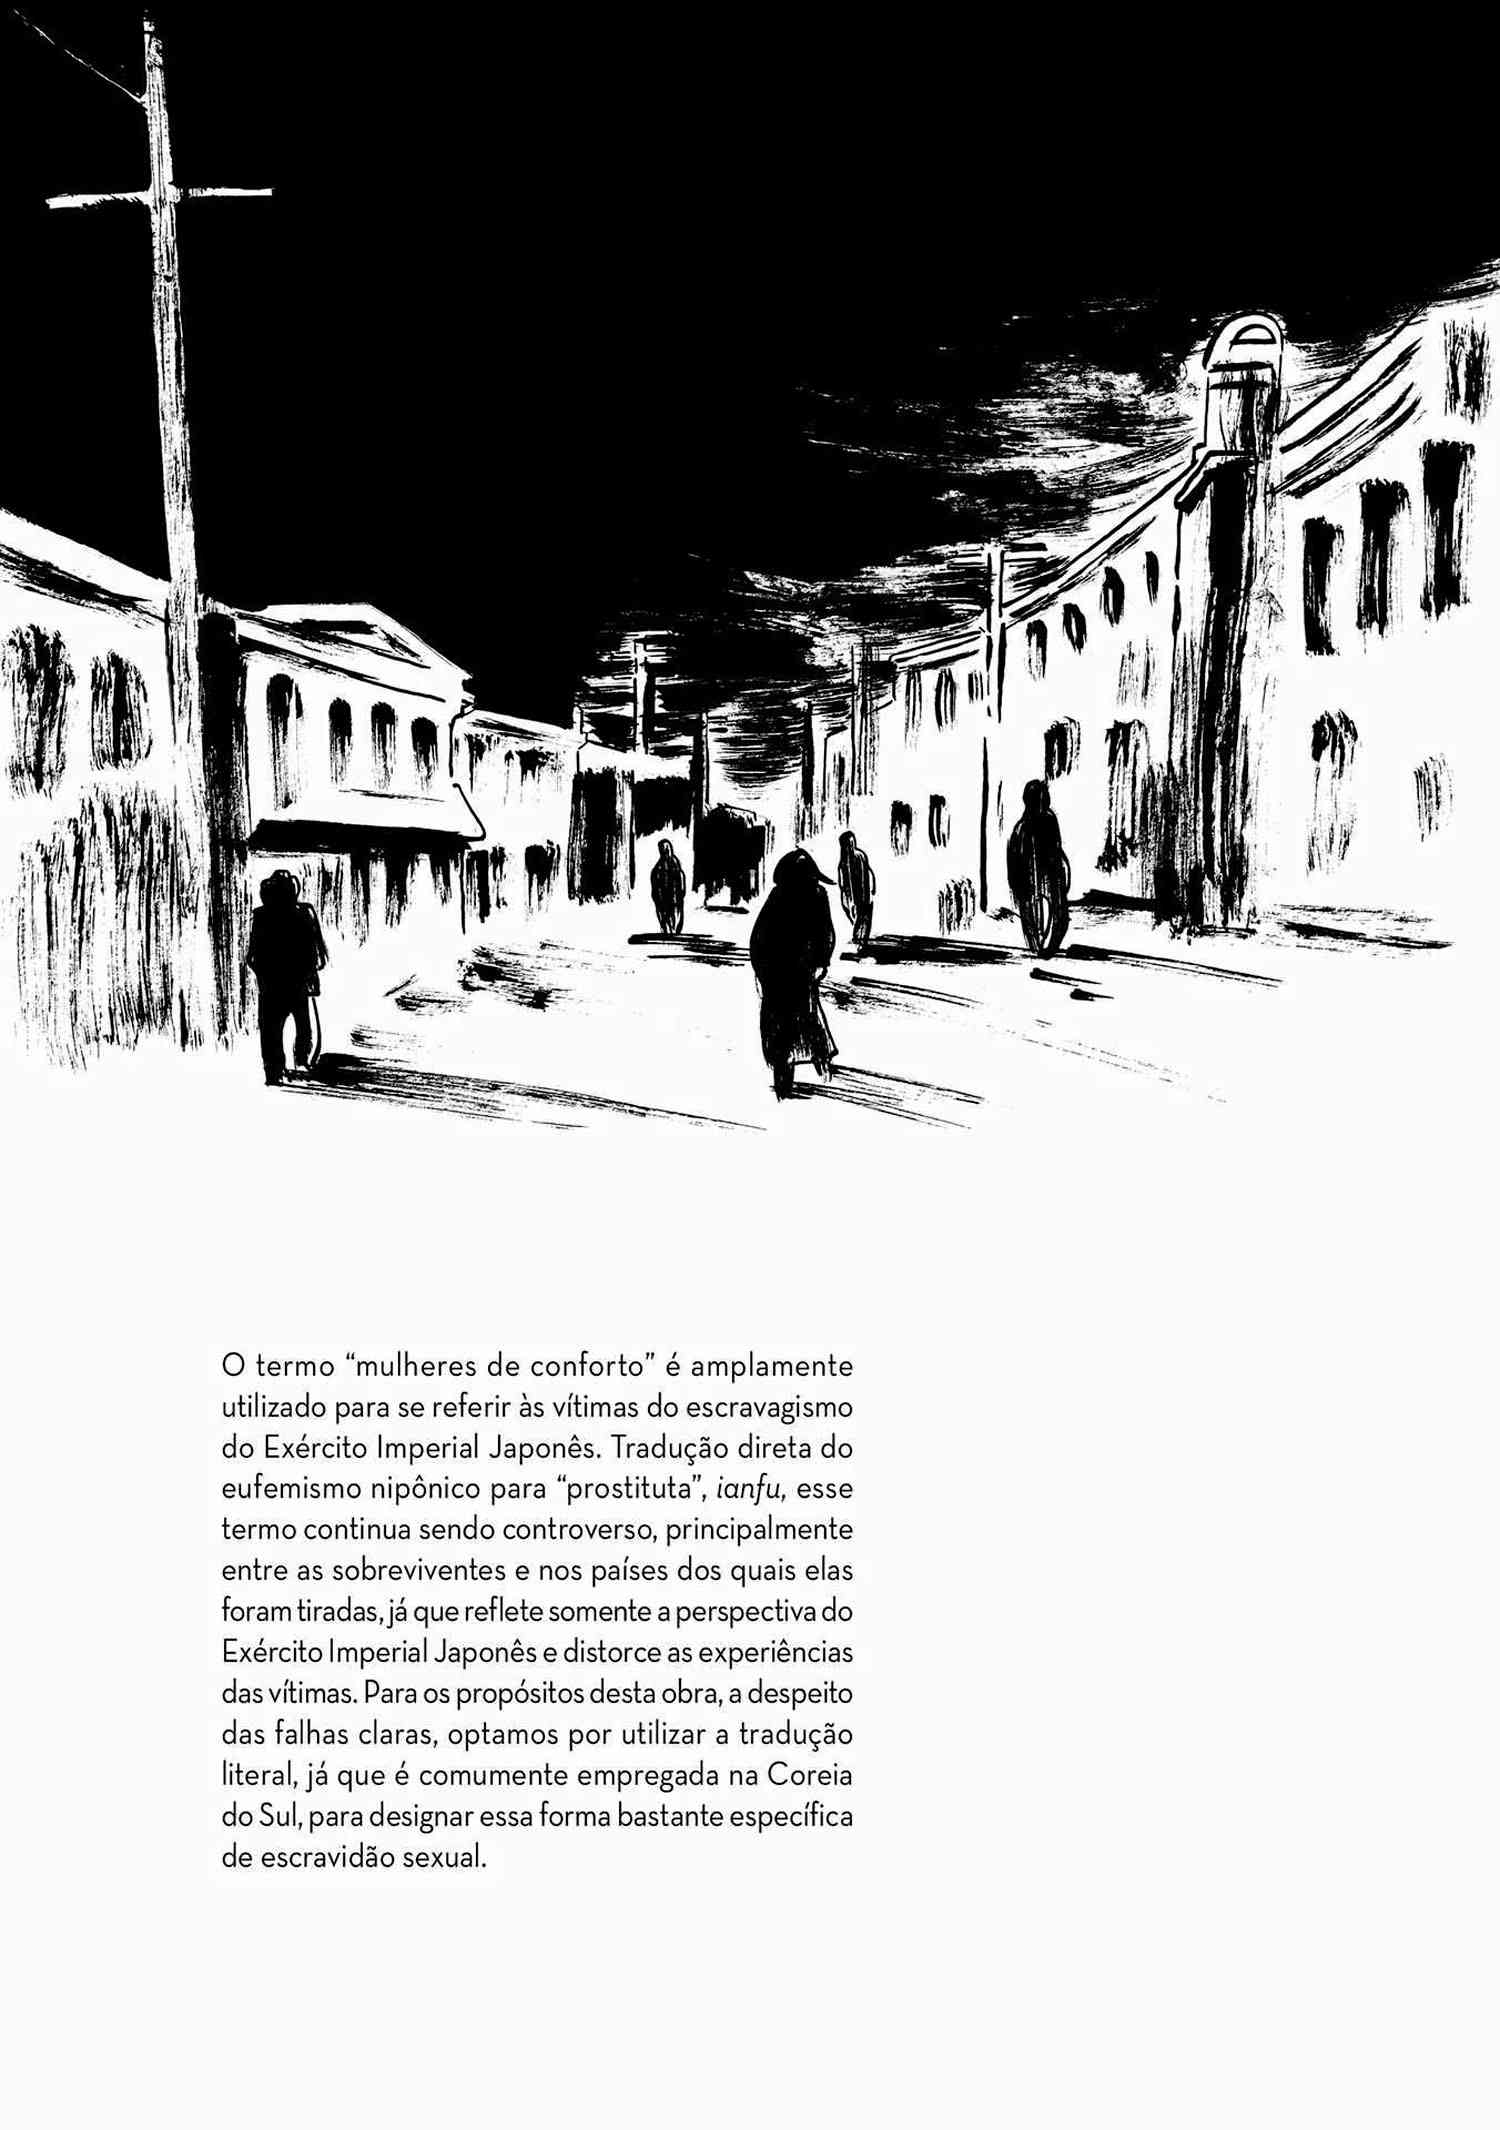 O termo “mulheres de conforto” é amplamente
utilizado para se referir às vítimas do escravagismo
do Exército Imperial Japonês. Tradução direta do
eufemismo nipônico para “prostituta”, ianfu, esse
termo continua sendo controverso, principalmente
entre as sobreviventes e nos países dos quais elas
foram tiradas, já que reflete somente a perspectiva do
Exército Imperial Japonês e distorce as experiências
das vítimas. Para os propósitos desta obra, a despeito
das falhas claras, optamos por utilizar a tradução
literal, já que é comumente empregada na Coreia
do Sul, para designar essa forma bastante específica
de escravidão sexual.